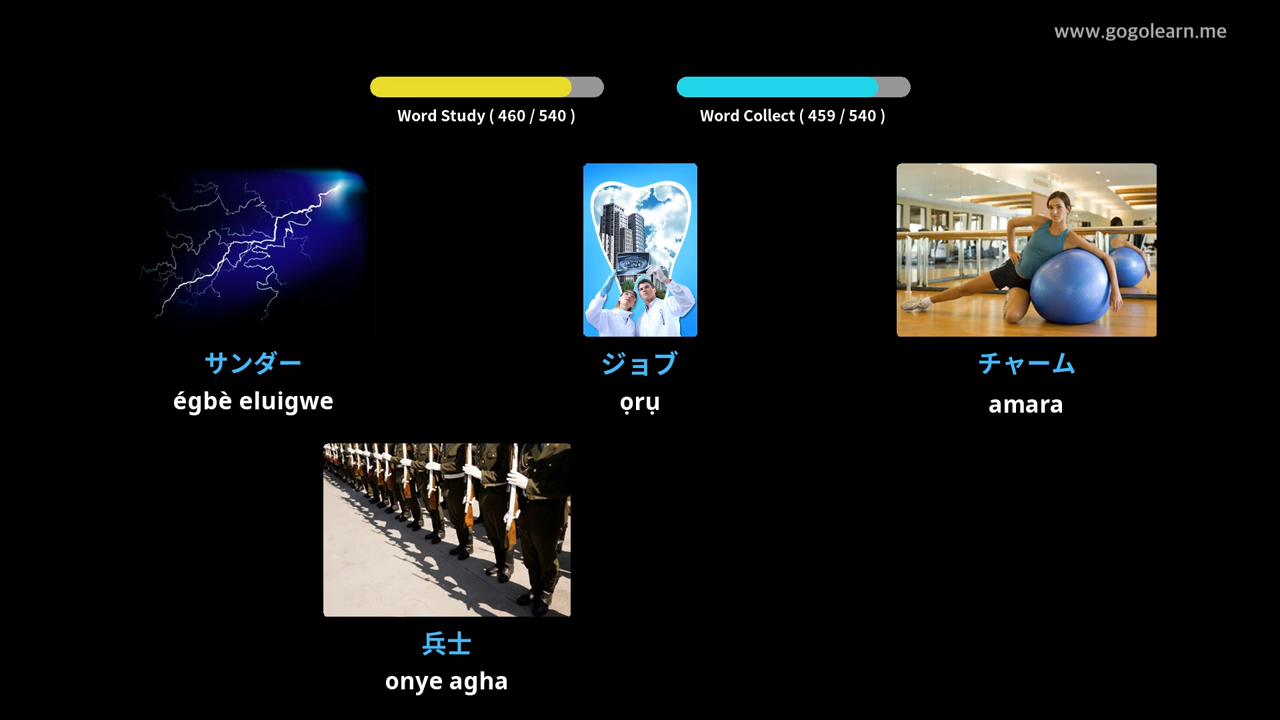 www.gogolearn.me
Word Study ( 460 / 540 )
Word Collect ( 459 / 540 )
サンダー
égbè eluigwe
ジョブ
ọrụ
チャーム
amara
兵士
onye agha